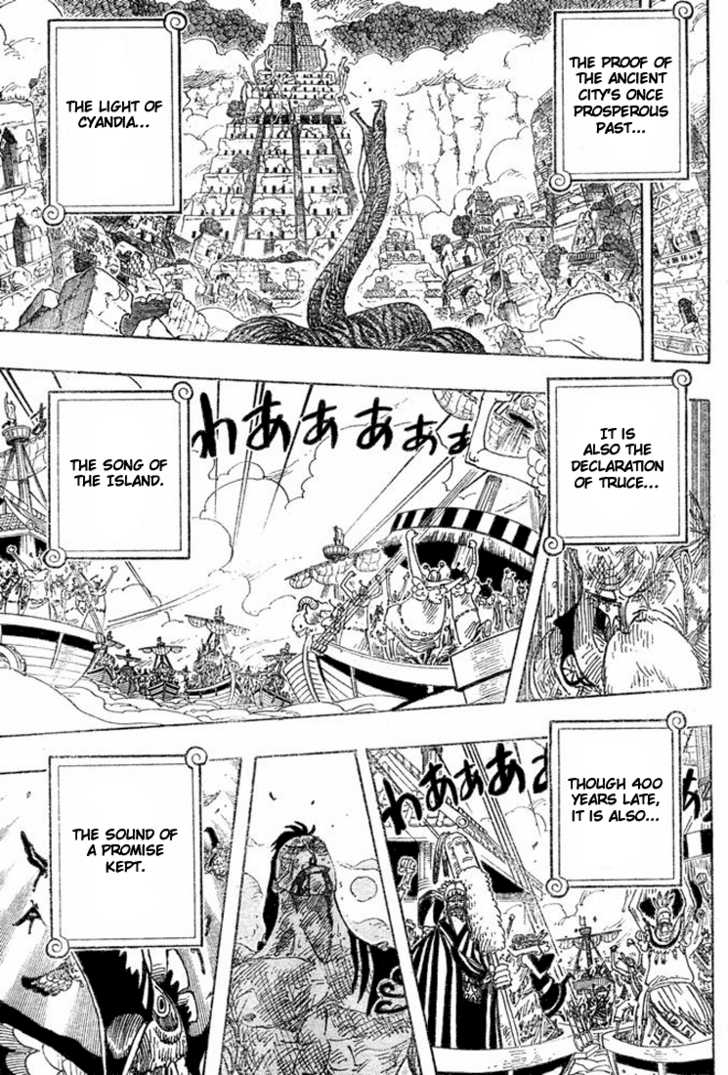 THE PROOF OF
THE ANCIENT
CITY'S ONCE
PROSPEROUS
PAST...
THE LIGHT OF
CYANDIA...
IT IS
ALSO THE
DECLARATION
OF TRUCE...
わあああああ
THE SONG OF
THE ISLAND.
THOUGH 400
YEARS LATE,
IT IS ALSO...
わあああああ
THE SOUND OF
A PROMISE
KEPT.